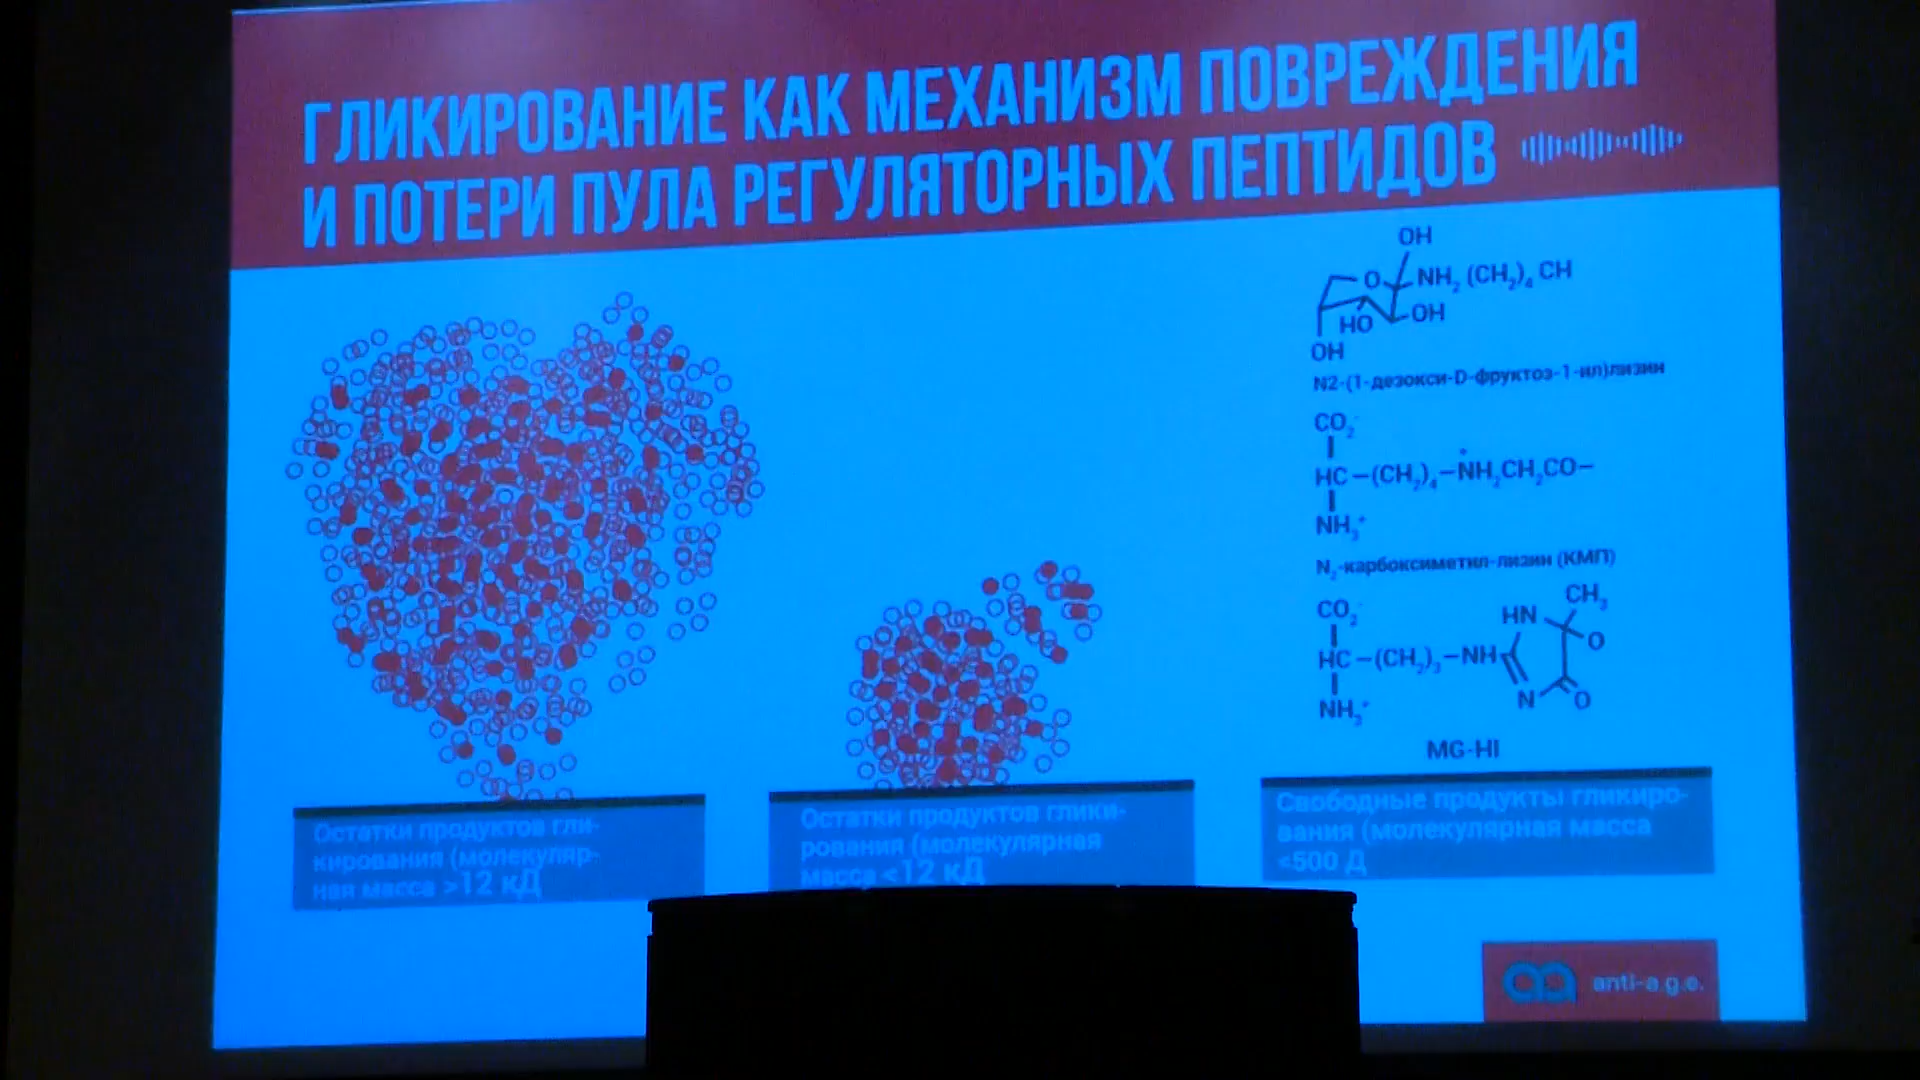 ГЛИКИРОВАНИЕ КАК МЕХАНИЗМ ПОВРЕЖДЕНИЯ
И ПОТЕРИ ПУЛА РЕГУЛЯТОРНЫХ ПЕПТИДОВ
OH
O
NH₂ (CH₂)₄ CH
HO
OH
OH
N2-(1-дезокси-D-фруктоз-1-ил)лизин
CO₂⁻
HC–(CH₂)₄–NH₂CH₂CO–
NH₃⁺
N₂-карбоксиметил-лизин (КМЛ)
CO₂⁻
HN
CH₃
O
HC–(CH₂)₃–NH
NH₃⁺
N
O
MG-HI
Остатки продуктов гли-
кирования (молекуляр-
ная масса >12 кД
Остатки продуктов глики-
рования (молекулярная
масса <12 кД
Свободные продукты гликиро-
вания (молекулярная масса
<500 Д
anti-a.g.e.